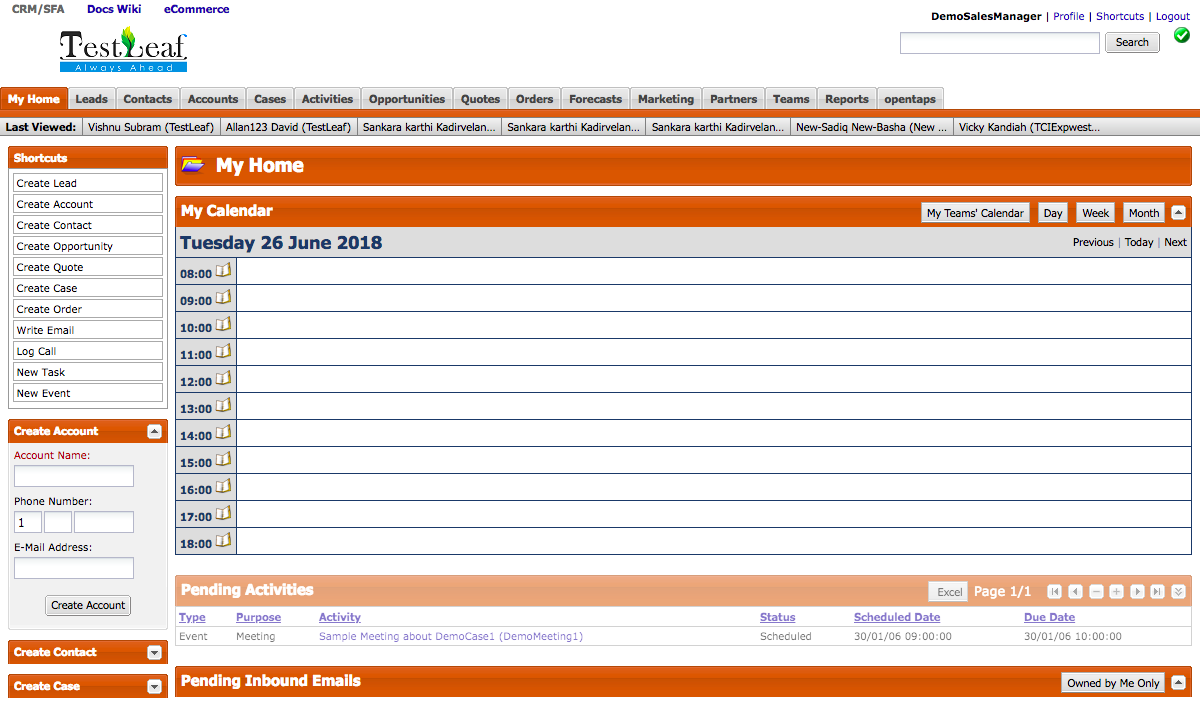 CRM/SFA Docs Wiki eCommerce
DemoSalesManager | Profile | Shortcuts | Logout
TestLeaf
Always Ahead
Search
My Home Leads Contacts Accounts Cases Activities Opportunities Quotes Orders Forecasts Marketing Partners Teams Reports opentaps
Last Viewed: Vishnu Subram (TestLeaf) Allan123 David (TestLeaf) Sankara karthi Kadirvelan... Sankara karthi Kadirvelan... Sankara karthi Kadirvelan... New-Sadiq New-Basha (New ... Vicky Kandiah (TCIExpwest...
Shortcuts
Create Lead
Create Account
Create Contact
Create Opportunity
Create Quote
Create Case
Create Order
Write Email
Log Call
New Task
New Event
Create Account
Account Name:
Phone Number:
1
E-Mail Address:
Create Account
Create Contact
Create Case
My Home
My Calendar My Teams' Calendar Day Week Month
Tuesday 26 June 2018 Previous | Today | Next
08:00
09:00
10:00
11:00
12:00
13:00
14:00
15:00
16:00
17:00
18:00
Pending Activities Excel Page 1/1
Type Purpose Activity Status Scheduled Date Due Date
Event Meeting Sample Meeting about DemoCase1 (DemoMeeting1) Scheduled 30/01/06 09:00:00 30/01/06 10:00:00
Pending Inbound Emails Owned by Me Only